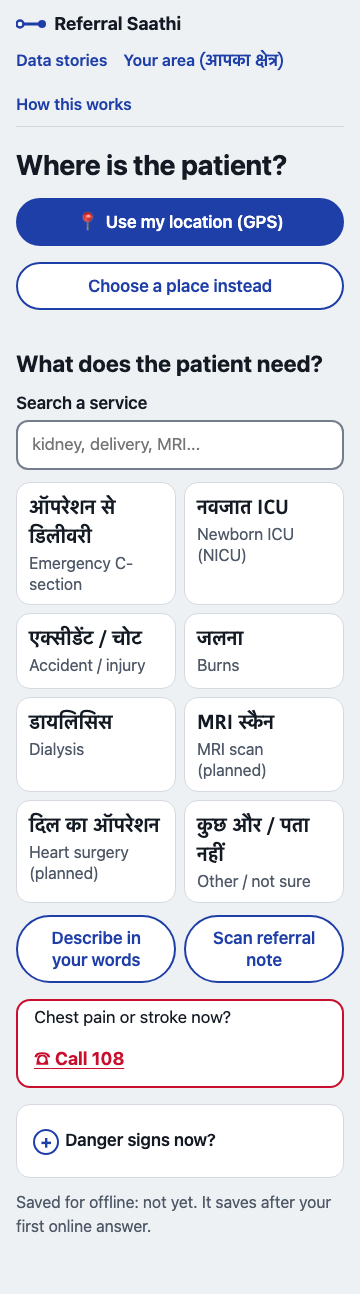 Referral Saathi
Data stories Your area (आपका क्षेत्र)
How this works
Where is the patient?
Use my location (GPS)
Choose a place instead
What does the patient need?
Search a service
kidney, delivery, MRI...
ऑपरेशन से
डिलीवरी
Emergency C-
section
नवजात ICU
Newborn ICU
(NICU)
एक्सीडेंट / चोट
Accident / injury
जलना
Burns
डायलिसिस
Dialysis
MRI स्कैन
MRI scan
(planned)
दिल का ऑपरेशन
Heart surgery
(planned)
कुछ और / पता
नहीं
Other / not sure
Describe in
your words
Scan referral
note
Chest pain or stroke now?
☎ Call 108
Danger signs now?
Saved for offline: not yet. It saves after your
first online answer.